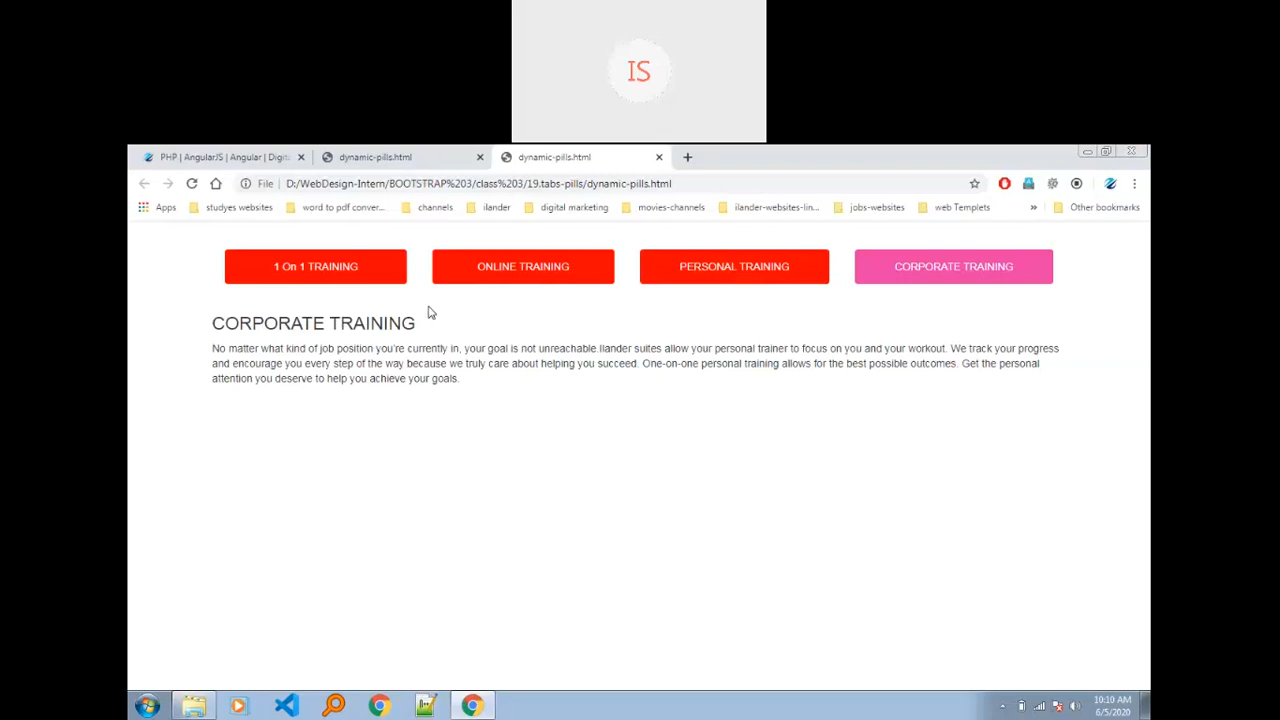 IS
PHP | AngularJS | Angular | Digit
dynamic-pills.html
dynamic-pills.html
File
D:/WebDesign-Intern/BOOTSTRAP%203/class%203/19.tabs-pills/dynamic-pills.html
Apps
studyes websites
word to pdf conver...
channels
ilander
digital marketing
movies-channels
ilander-websites-lin...
jobs-websites
web Templets
»
Other bookmarks
1 On 1 TRAINING
ONLINE TRAINING
PERSONAL TRAINING
CORPORATE TRAINING
CORPORATE TRAINING
No matter what kind of job position you're currently in, your goal is not unreachable.Ilander suites allow your personal trainer to focus on you and your workout. We track your progress
and encourage you every step of the way because we truly care about helping you succeed. One-on-one personal training allows for the best possible outcomes. Get the personal
attention you deserve to help you achieve your goals.
10:10 AM
6/5/2020